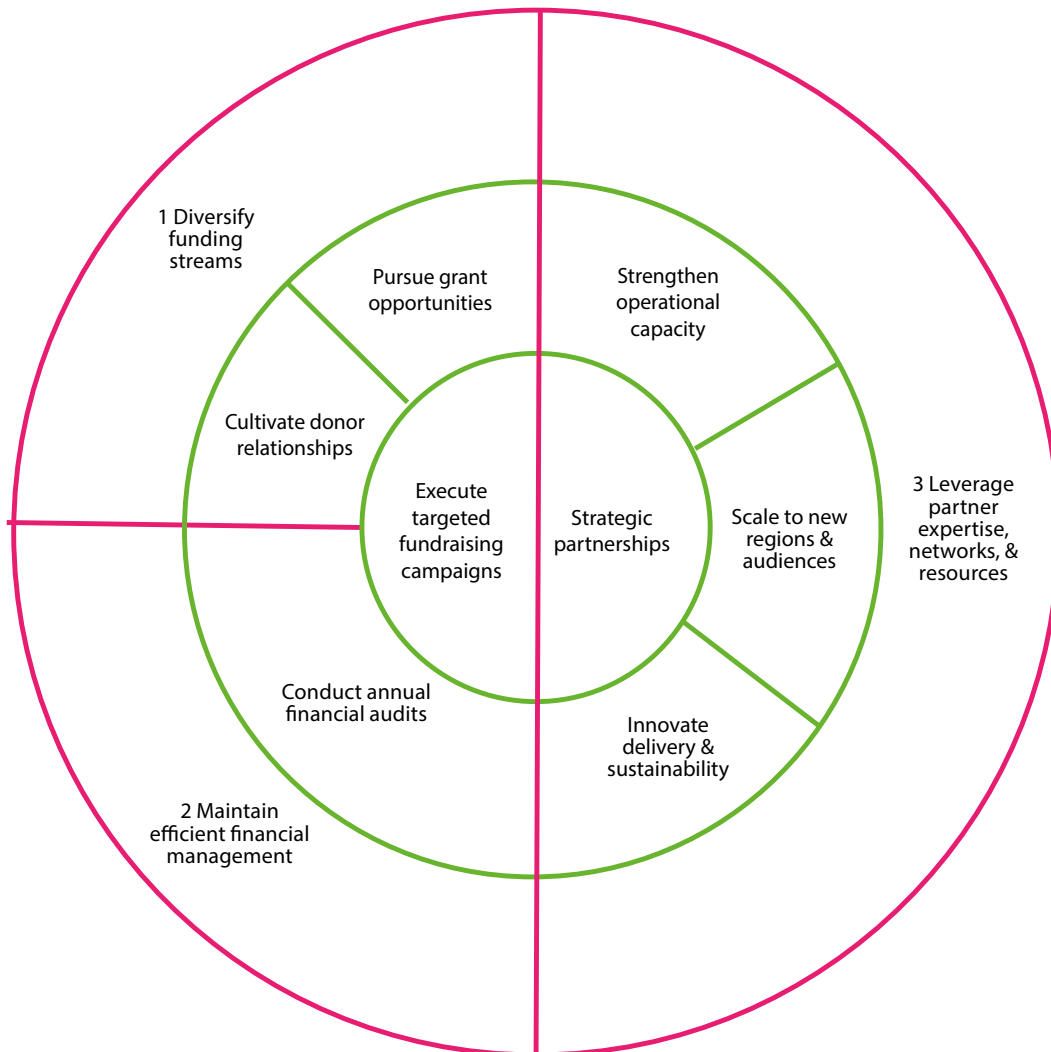 1 Diversify
funding
streams
Pursue grant
opportunities
Cultivate donor
relationships
Execute
targeted
fundraising
campaigns
Conduct annual
financial audits
2 Maintain
efficient financial
management
Strengthen
operational
capacity
Strategic
partnerships
Scale to new
regions &
audiences
Innovate
delivery &
sustainability
3 Leverage
partner
expertise,
networks, &
resources